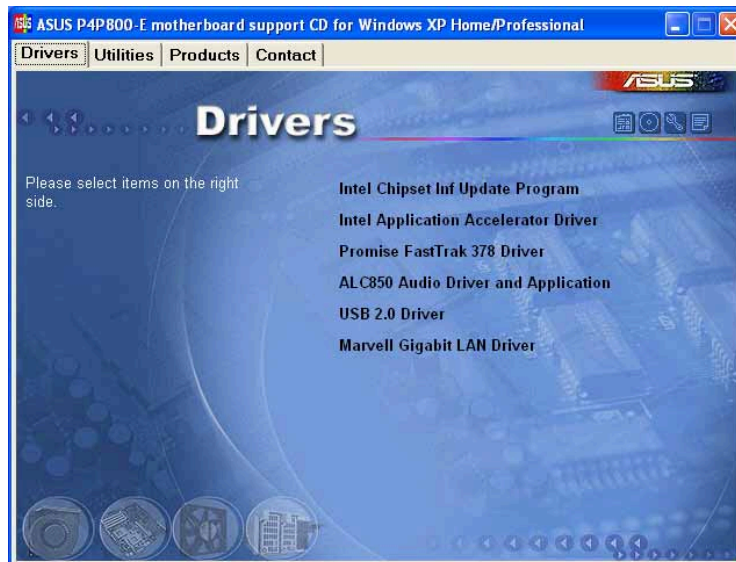 ASUS P4P800-E motherboard support CD for Windows XP Home/Professional
Drivers Utilities Products Contact
ASUS
Drivers
Please select items on the right
side.
Intel Chipset Inf Update Program
Intel Application Accelerator Driver
Promise FastTrak 378 Driver
ALC850 Audio Driver and Application
USB 2.0 Driver
Marvell Gigabit LAN Driver